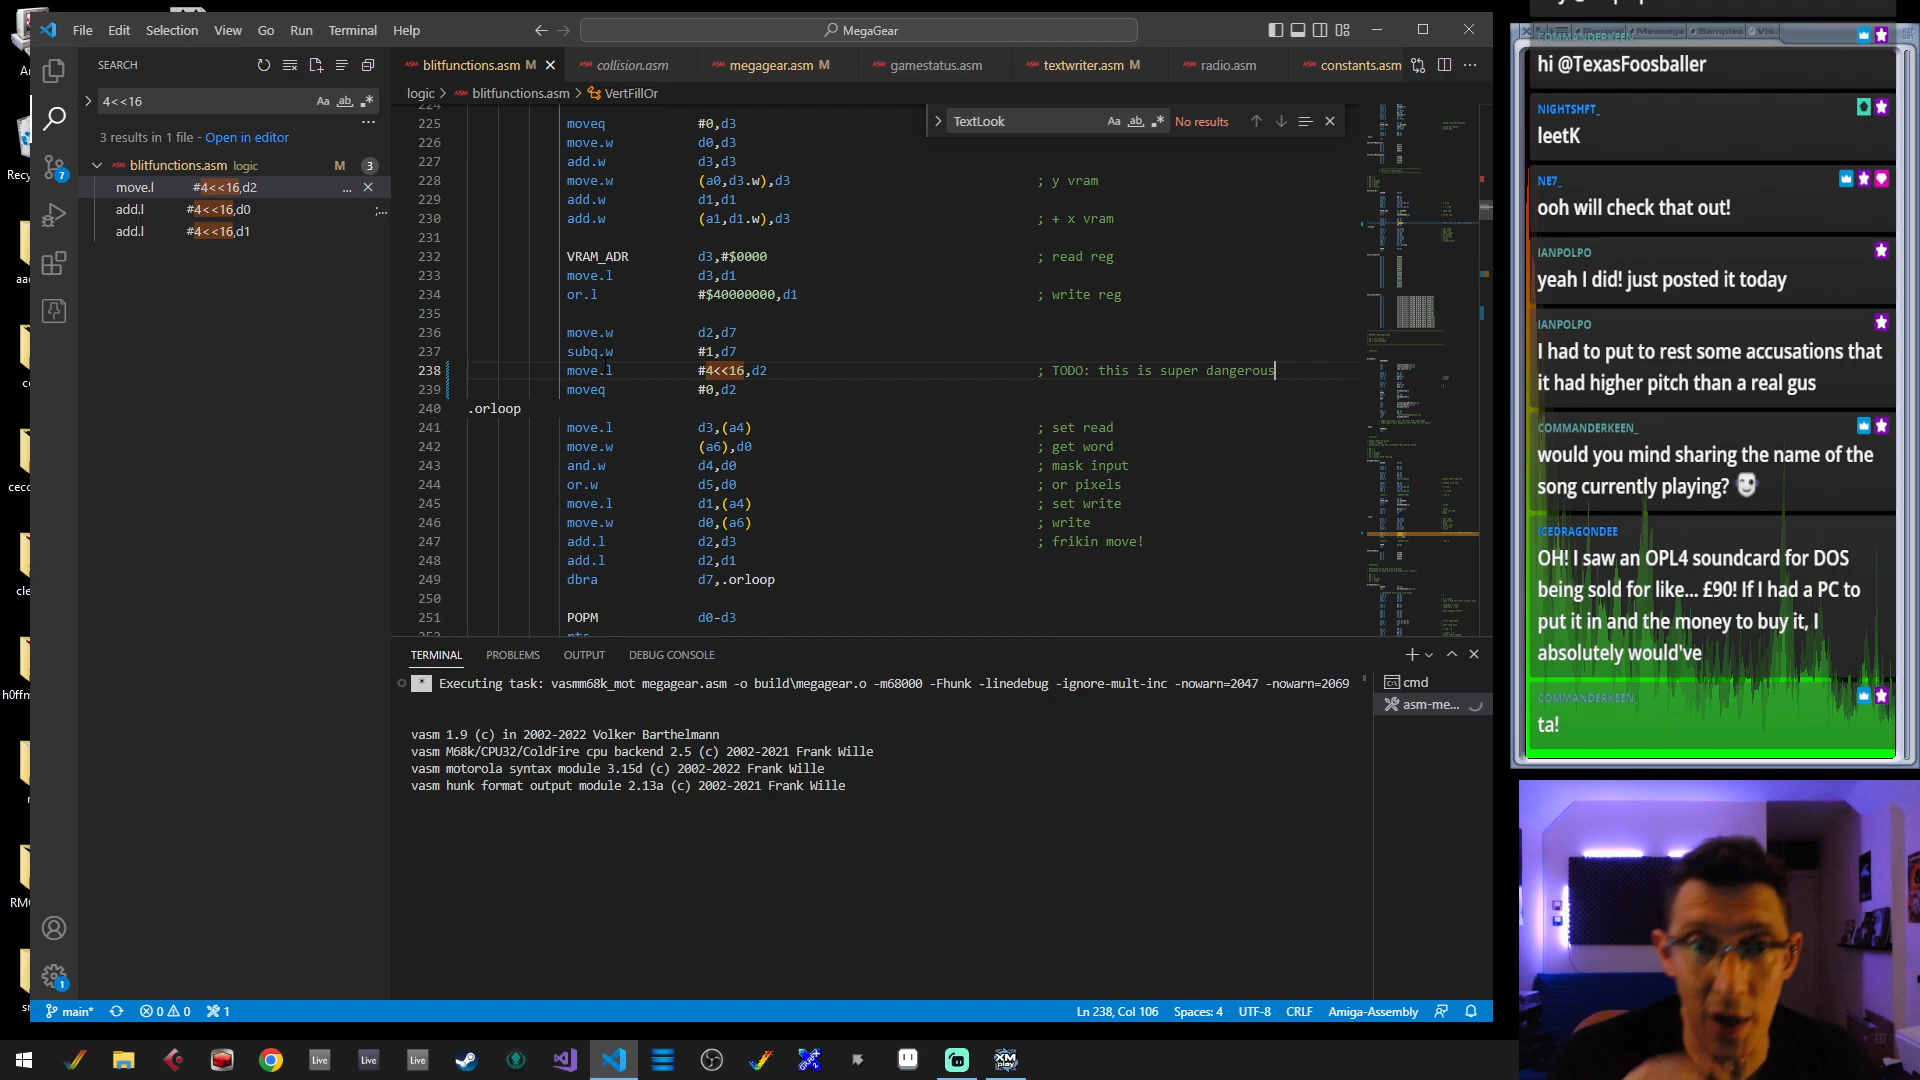 File Edit Selection View Go Run Terminal Help
MegaGear
SEARCH
4<<16
Aa ab
3 results in 1 file - Open in editor
blitfunctions.asm logic M 3
move.l #4<<16,d2 ...
add.l #4<<16,d0 ;...
add.l #4<<16,d1
7
1
blitfunctions.asm M
collision.asm
megagear.asm M
gamestatus.asm
textwriter.asm M
radio.asm
constants.asm
logic > blitfunctions.asm > VertFillOr
TextLook Aa ab No results
224
225 moveq #0,d3
226 move.w d0,d3
227 add.w d3,d3
228 move.w (a0,d3.w),d3 ; y vram
229 add.w d1,d1
230 add.w (a1,d1.w),d3 ; + x vram
231
232 VRAM_ADR d3,#$0000 ; read reg
233 move.l d3,d1
234 or.l #$40000000,d1 ; write reg
235
236 move.w d2,d7
237 subq.w #1,d7
238 move.l #4<<16,d2 ; TODO: this is super dangerous
239 moveq #0,d2
240 .orloop
241 move.l d3,(a4) ; set read
242 move.w (a6),d0 ; get word
243 and.w d4,d0 ; mask input
244 or.w d5,d0 ; or pixels
245 move.l d1,(a4) ; set write
246 move.w d0,(a6) ; write
247 add.l d2,d3 ; frikin move!
248 add.l d2,d1
249 dbra d7,.orloop
250
251 POPM d0-d3
252 rts
TERMINAL PROBLEMS OUTPUT DEBUG CONSOLE
* Executing task: vasmm68k_mot megagear.asm -o build\megagear.o -m68000 -Fhunk -linedebug -ignore-mult-inc -nowarn=2047 -nowarn=2069
vasm 1.9 (c) in 2002-2022 Volker Barthelmann
vasm M68k/CPU32/ColdFire cpu backend 2.5 (c) 2002-2021 Frank Wille
vasm motorola syntax module 3.15d (c) 2002-2022 Frank Wille
vasm hunk format output module 2.13a (c) 2002-2021 Frank Wille
cmd
asm-me...
main* 0 0 1
Ln 238, Col 106 Spaces: 4 UTF-8 CRLF Amiga-Assembly
Live Live Live
COMMANDERKEEN_
hi @TexasFoosballer
NIGHTSHFT_
leetK
NE7_
ooh will check that out!
IANPOLPO
yeah I did! just posted it today
IANPOLPO
I had to put to rest some accusations that
it had higher pitch than a real gus
COMMANDERKEEN_
would you mind sharing the name of the
song currently playing?
ICEDRAGONDEE
OH! I saw an OPL4 soundcard for DOS
being sold for like... £90! If I had a PC to
put it in and the money to buy it, I
absolutely would've
COMMANDERKEEN_
ta!